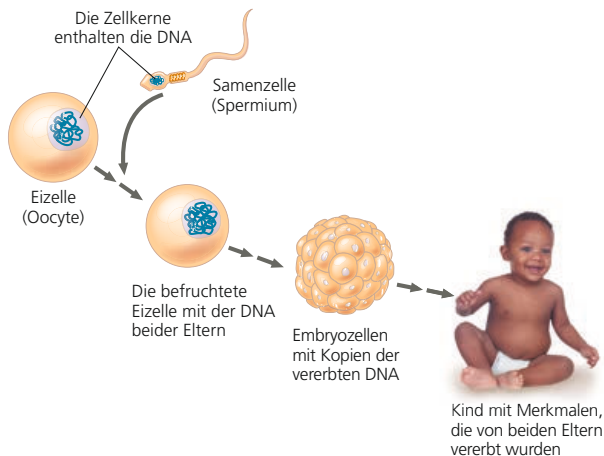 Die Zellkerne
enthalten die DNA
Samenzelle
(Spermium)
Eizelle
(Oocyte)
Die befruchtete
Eizelle mit der DNA
beider Eltern
Embryozellen
mit Kopien der
vererbten DNA
Kind mit Merkmalen,
die von beiden Eltern
vererbt wurden